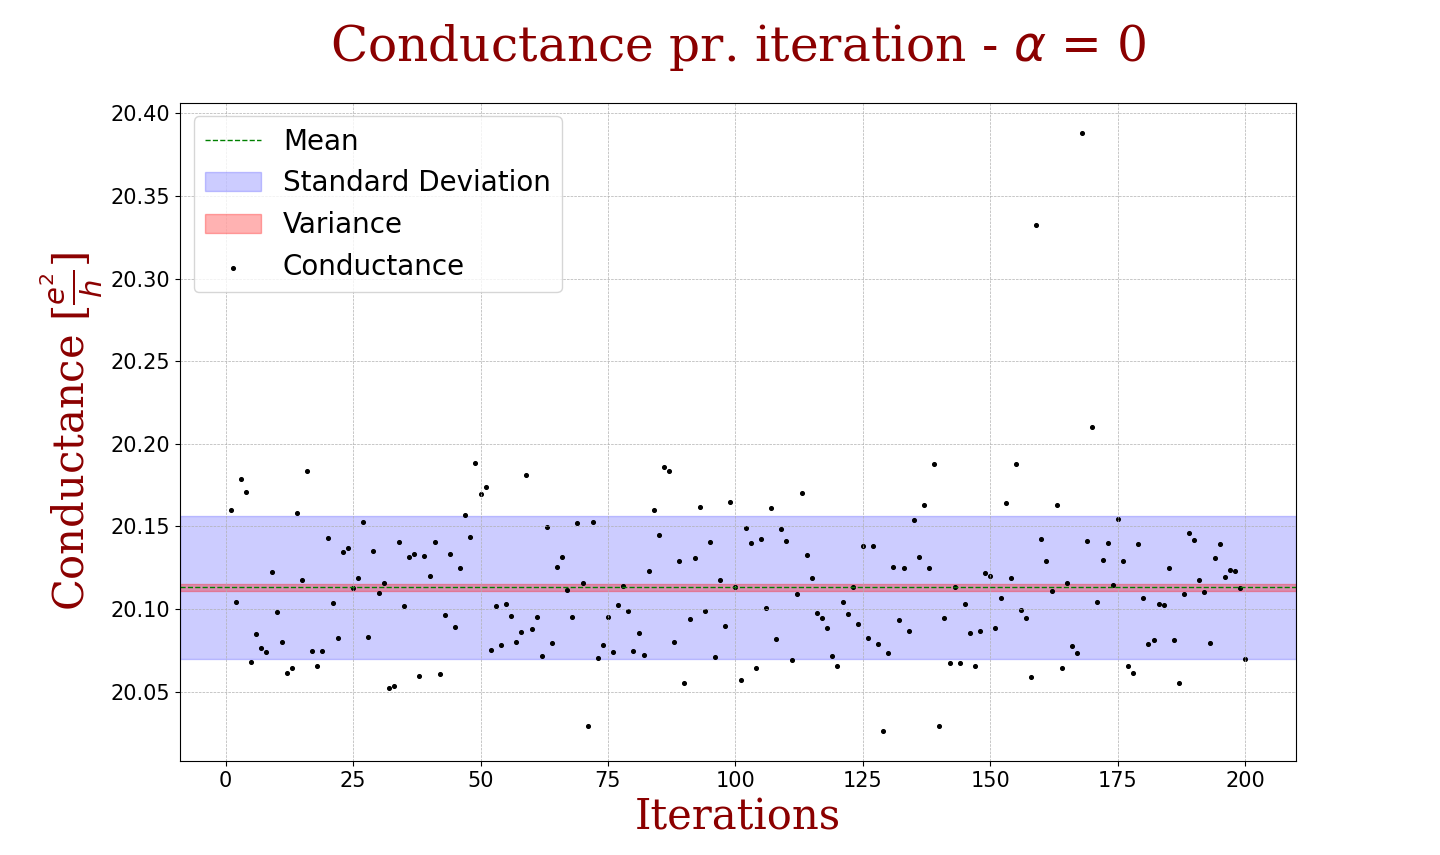 Conductance pr. iteration - α = 0
Mean
Standard Deviation
Variance
Conductance
Conductance [e²/h]
20.40
20.35
20.30
20.25
20.20
20.15
20.10
20.05
0 25 50 75 100 125 150 175 200
Iterations